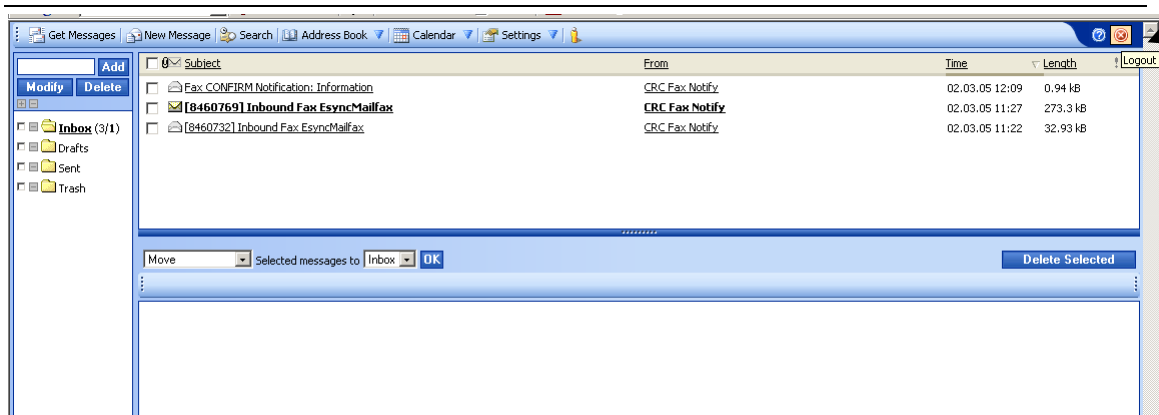 Get Messages New Message Search Address Book Calendar Settings
Logout
Add
Modify Delete
Inbox (3/1)
Drafts
Sent
Trash
Subject From Time Length !
Fax CONFIRM Notification: Information CRC Fax Notify 02.03.05 12:09 0.94 kB
[8460769] Inbound Fax EsyncMailfax CRC Fax Notify 02.03.05 11:27 273.3 kB
[8460732] Inbound Fax EsyncMailfax CRC Fax Notify 02.03.05 11:22 32.93 kB
Move Selected messages to Inbox OK Delete Selected